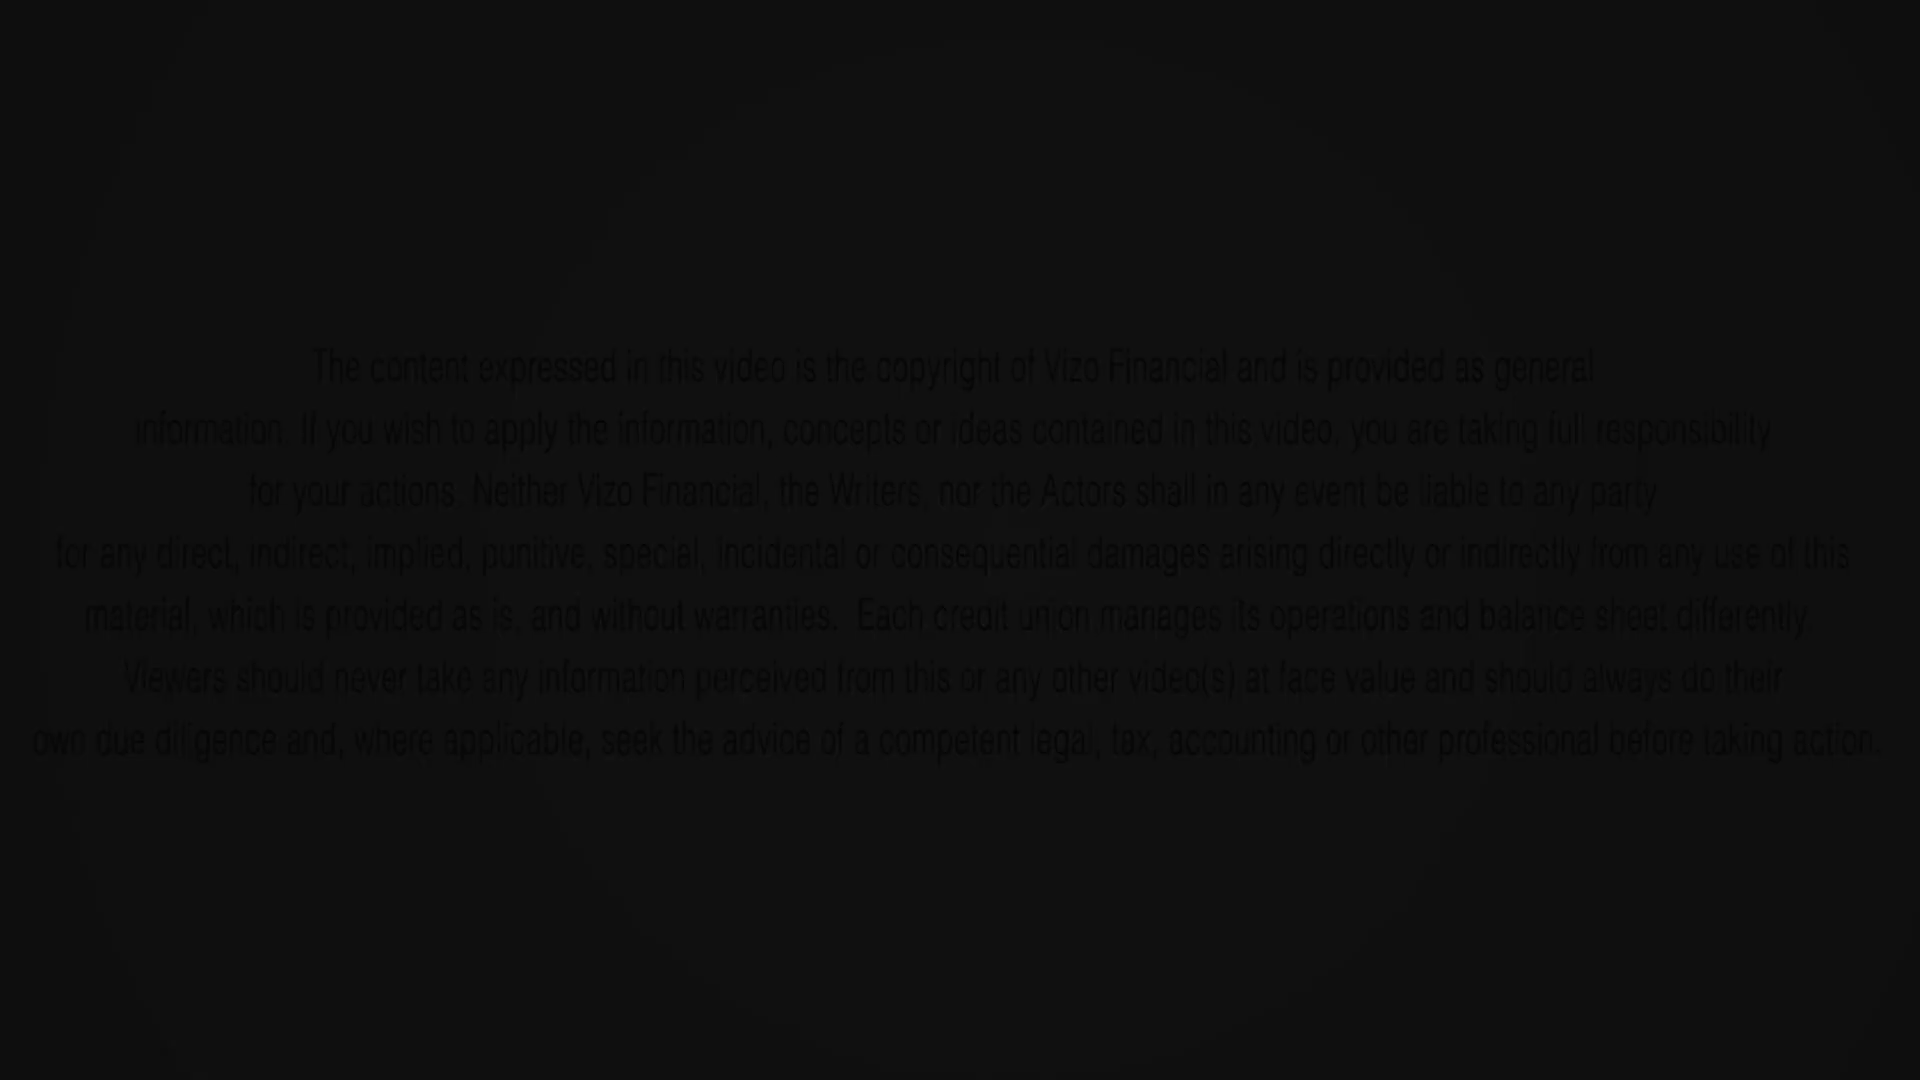 The content expressed in this video is the copyright of Vizo Financial and is provided as general
information. If you wish to apply the information, concepts or ideas contained in this video, you are taking full responsibility
for your actions. Neither Vizo Financial, the Writers, nor the Actors shall in any event be liable to any party
for any direct, indirect, implied, punitive, special, incidental or consequential damages arising directly or indirectly from any use of this
material, which is provided as is, and without warranties.  Each credit union manages its operations and balance sheet differently.
Viewers should never take any information perceived from this or any other video(s) at face value and should always do their
own due diligence and, where applicable, seek the advice of a competent legal, tax, accounting or other professional before taking action.